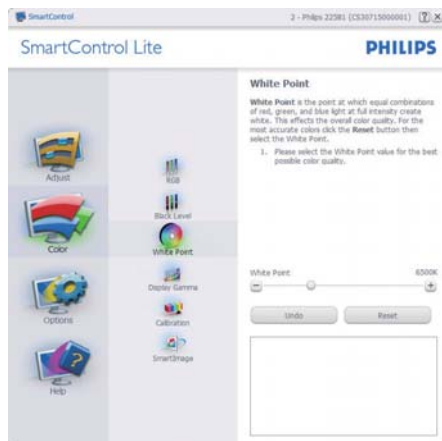 SmartControl
2 - Philips 225B1 (CS30715000001)
SmartControl Lite
PHILIPS
Adjust
Color
Options
Help
RGB
Black Level
White Point
Display Gamma
Calibration
SmartImage
White Point
White Point is the point at which equal combinations
of red, green, and blue light at full intensity create
white. This effects the overall color quality. For the
most accurate colors click the Reset button then
select the White Point.
1. Please select the White Point value for the best
possible color quality.
White Point 6500K
Undo Reset